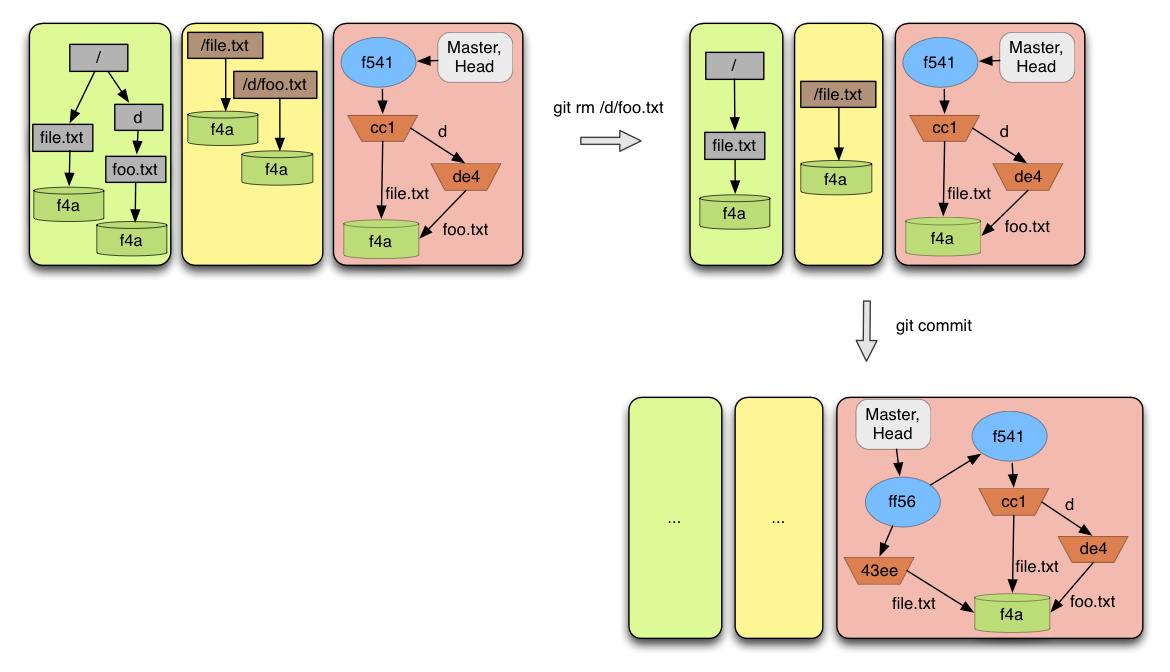 /
d
file.txt
foo.txt
f4a
f4a
/file.txt
/d/foo.txt
f4a
f4a
f541
Master,
Head
cc1
d
de4
file.txt
foo.txt
f4a
git rm /d/foo.txt
/
file.txt
f4a
/file.txt
f4a
f541
Master,
Head
cc1
d
de4
file.txt
foo.txt
f4a
git commit
...
...
Master,
Head
f541
ff56
cc1
d
de4
43ee
file.txt
file.txt
foo.txt
f4a